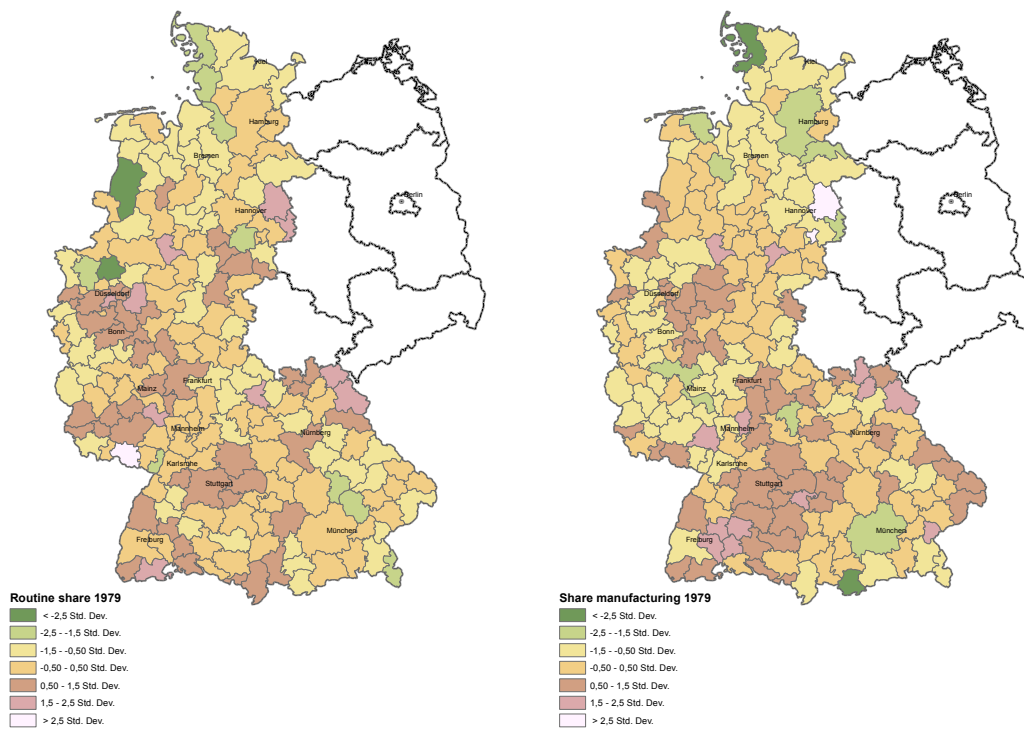 Kiel
Hamburg
Bremen
Berlin
Hannover
Düsseldorf
Bonn
Frankfurt
Mainz
Mannheim
Nürnberg
Karlsrohe
Stuttgart
München
Freiburg
Routine share 1979
< -2,5 Std. Dev.
-2,5 - -1,5 Std. Dev.
-1,5 - -0,50 Std. Dev.
-0,50 - 0,50 Std. Dev.
0,50 - 1,5 Std. Dev.
1,5 - 2,5 Std. Dev.
> 2,5 Std. Dev.
Kiel
Hamburg
Bremen
Berlin
Hannover
Düsseldorf
Bonn
Frankfurt
Mainz
Mannheim
Nürnberg
Karlsrohe
Stuttgart
München
Freiburg
Share manufacturing 1979
< -2,5 Std. Dev.
-2,5 - -1,5 Std. Dev.
-1,5 - -0,50 Std. Dev.
-0,50 - 0,50 Std. Dev.
0,50 - 1,5 Std. Dev.
1,5 - 2,5 Std. Dev.
> 2,5 Std. Dev.